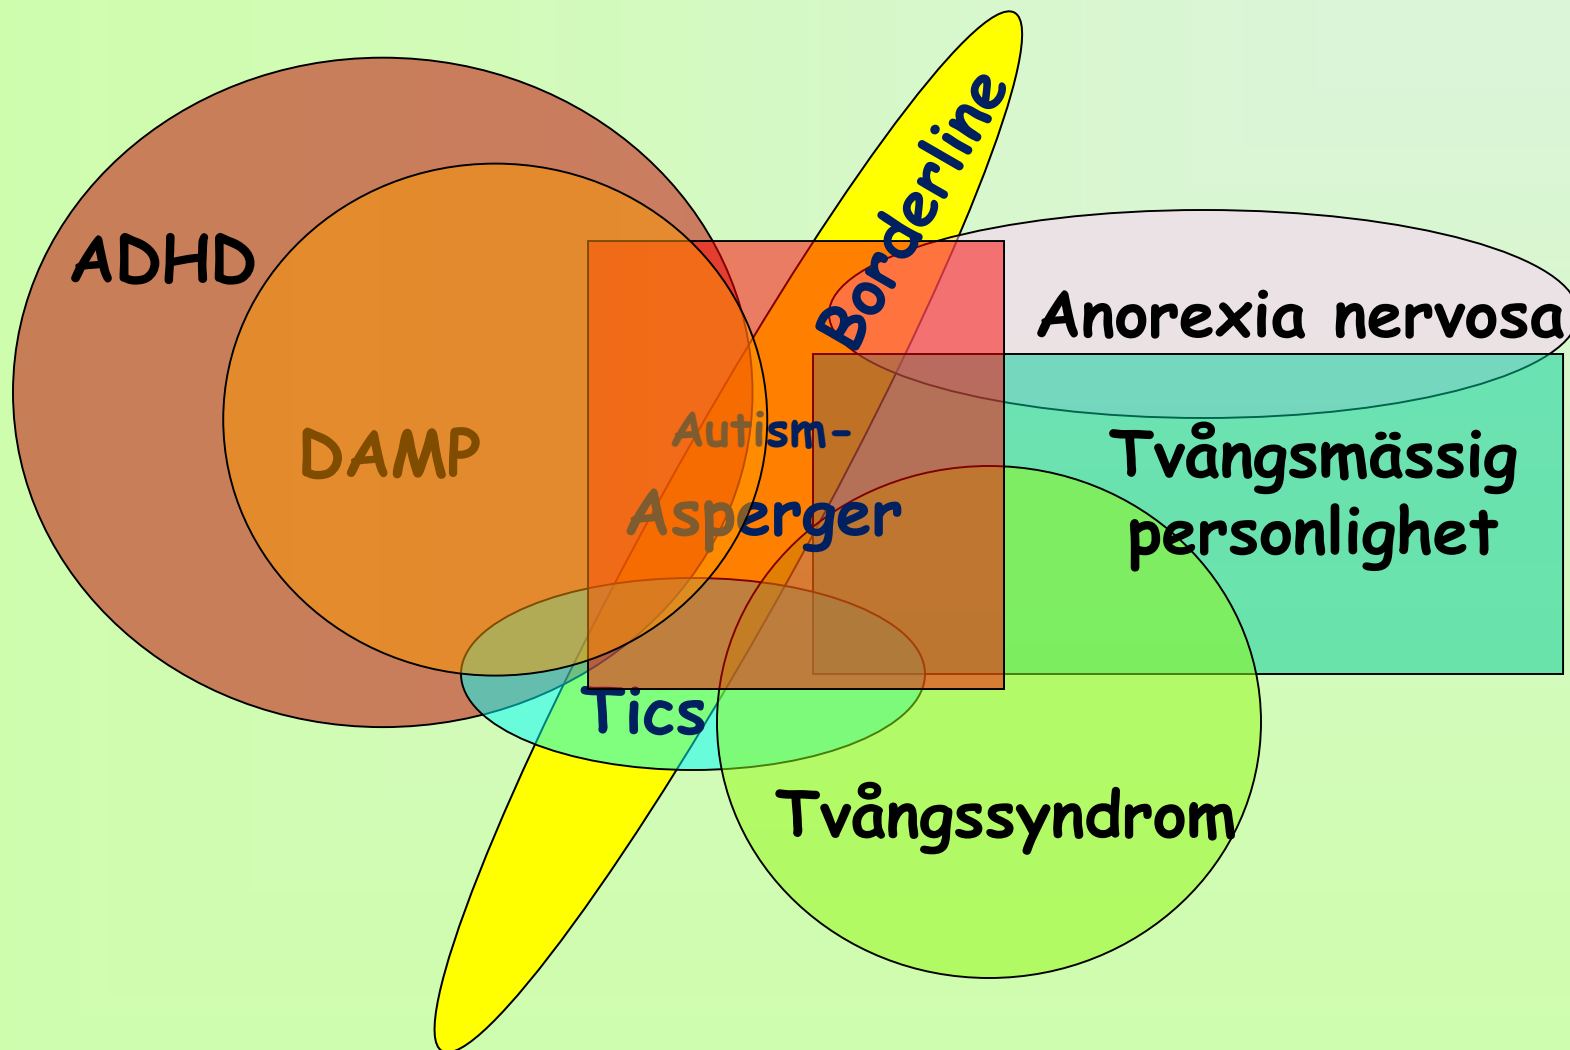 Borderline
ADHD
Anorexia nervosa
DAMP
Autism-
Asperger
Tvångsmässig
personlighet
Tics
Tvångssyndrom